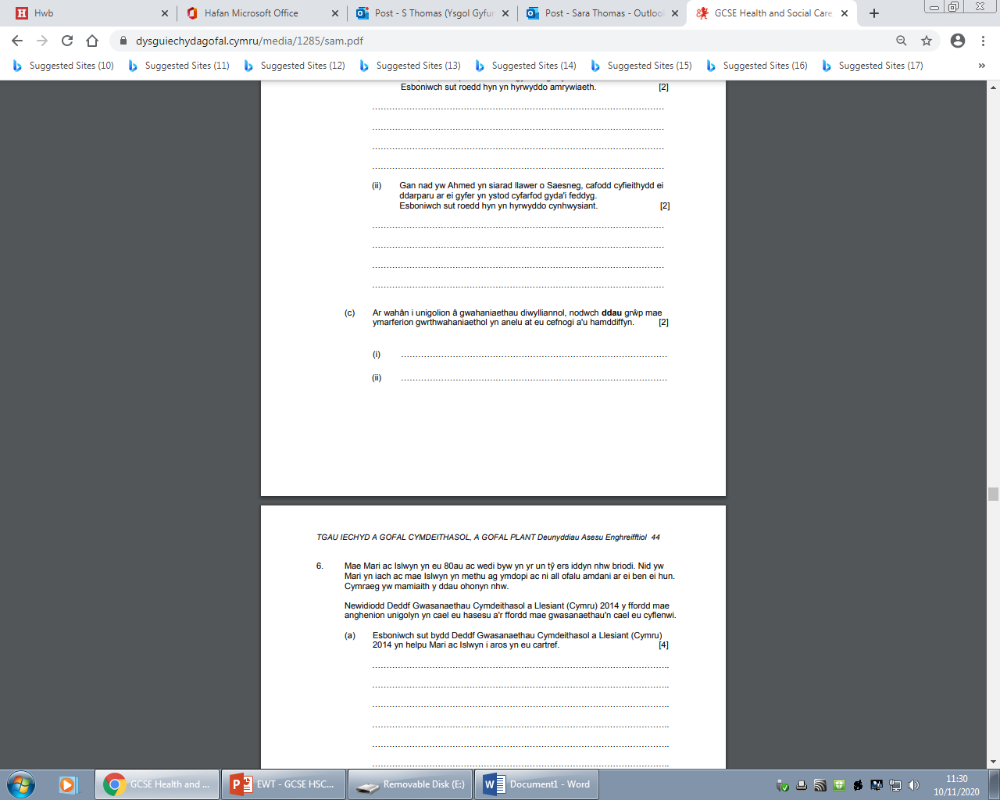 Hwb
Hafan Microsoft Office
Post - S Thomas (Ysgol Gyfun
Post - Sara Thomas - Outlook
GCSE Health and Social Care
dysguiechydagofal.cymru/media/1285/sam.pdf
Suggested Sites (10)
Suggested Sites (11)
Suggested Sites (12)
Suggested Sites (13)
Suggested Sites (14)
Suggested Sites (15)
Suggested Sites (16)
Suggested Sites (17)
Esboniwch sut roedd hyn yn hyrwyddo amrywiaeth. [2]
(ii) Gan nad yw Ahmed yn siarad llawer o Saesneg, cafodd cyfieithydd ei
ddarparu ar ei gyfer yn ystod cyfarfod gyda'i feddyg.
Esboniwch sut roedd hyn yn hyrwyddo cynhwysiant. [2]
(c) Ar wahân i unigolion â gwahaniaethau diwylliannol, nodwch ddau grŵp mae
ymarferion gwrthwahaniaethol yn anelu at eu cefnogi a'u hamddiffyn. [2]
(i)
(ii)
TGAU IECHYD A GOFAL CYMDEITHASOL, A GOFAL PLANT Deunyddiau Asesu Enghreifftiol 44
6. Mae Mari ac Islwyn yn eu 80au ac wedi byw yn yr un tŷ ers iddyn nhw briodi. Nid yw
Mari yn iach ac mae Islwyn yn methu ag ymdopi ac ni all ofalu amdani ar ei ben ei hun.
Cymraeg yw mamiaith y ddau ohonyn nhw.
Newidiodd Deddf Gwasanaethau Cymdeithasol a Llesiant (Cymru) 2014 y ffordd mae
anghenion unigolyn yn cael eu hasesu a'r ffordd mae gwasanaethau'n cael eu cyflenwi.
(a) Esboniwch sut bydd Deddf Gwasanaethau Cymdeithasol a Llesiant (Cymru)
2014 yn helpu Mari ac Islwyn i aros yn eu cartref. [4]
GCSE Health and ...
EWT - GCSE HSC...
Removable Disk (E:)
Document1 - Word
11:30
10/11/2020